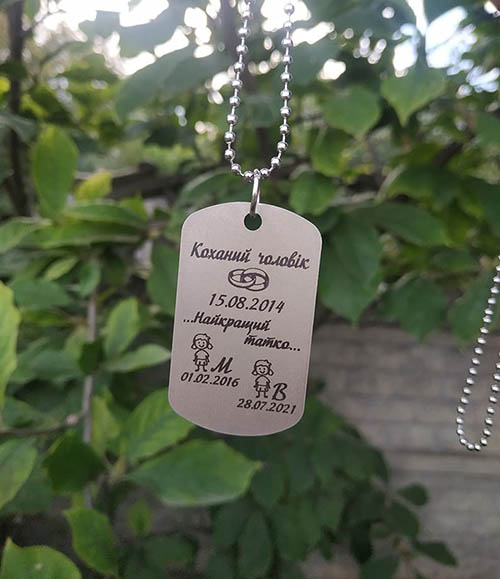 Коханий чоловік
15.08.2014
...Найкращий
татко...
М
01.02.2016
В
28.07.2021